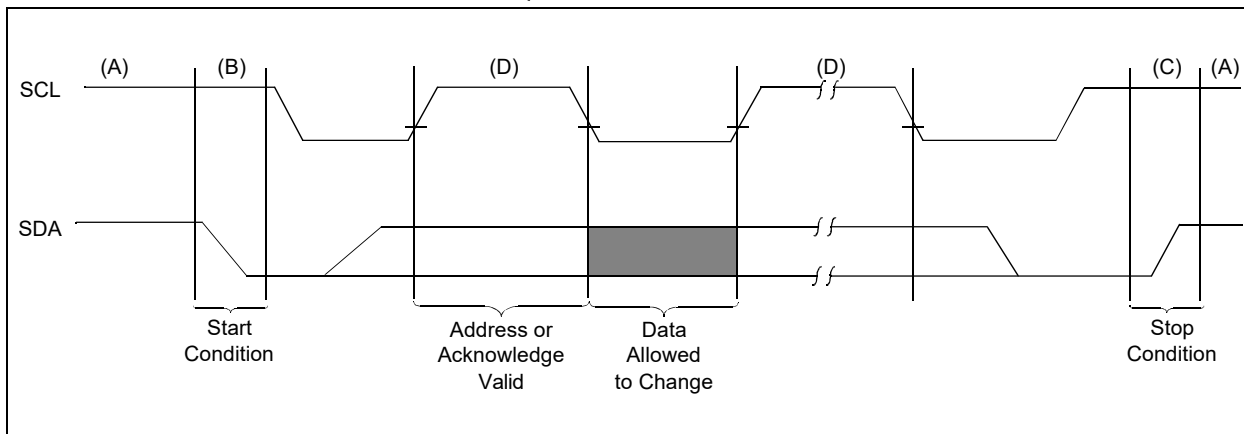 (A) (B) (D) (D) (C) (A)
SCL
SDA
Start
Condition
Address or
Acknowledge
Valid
Data
Allowed
to Change
Stop
Condition